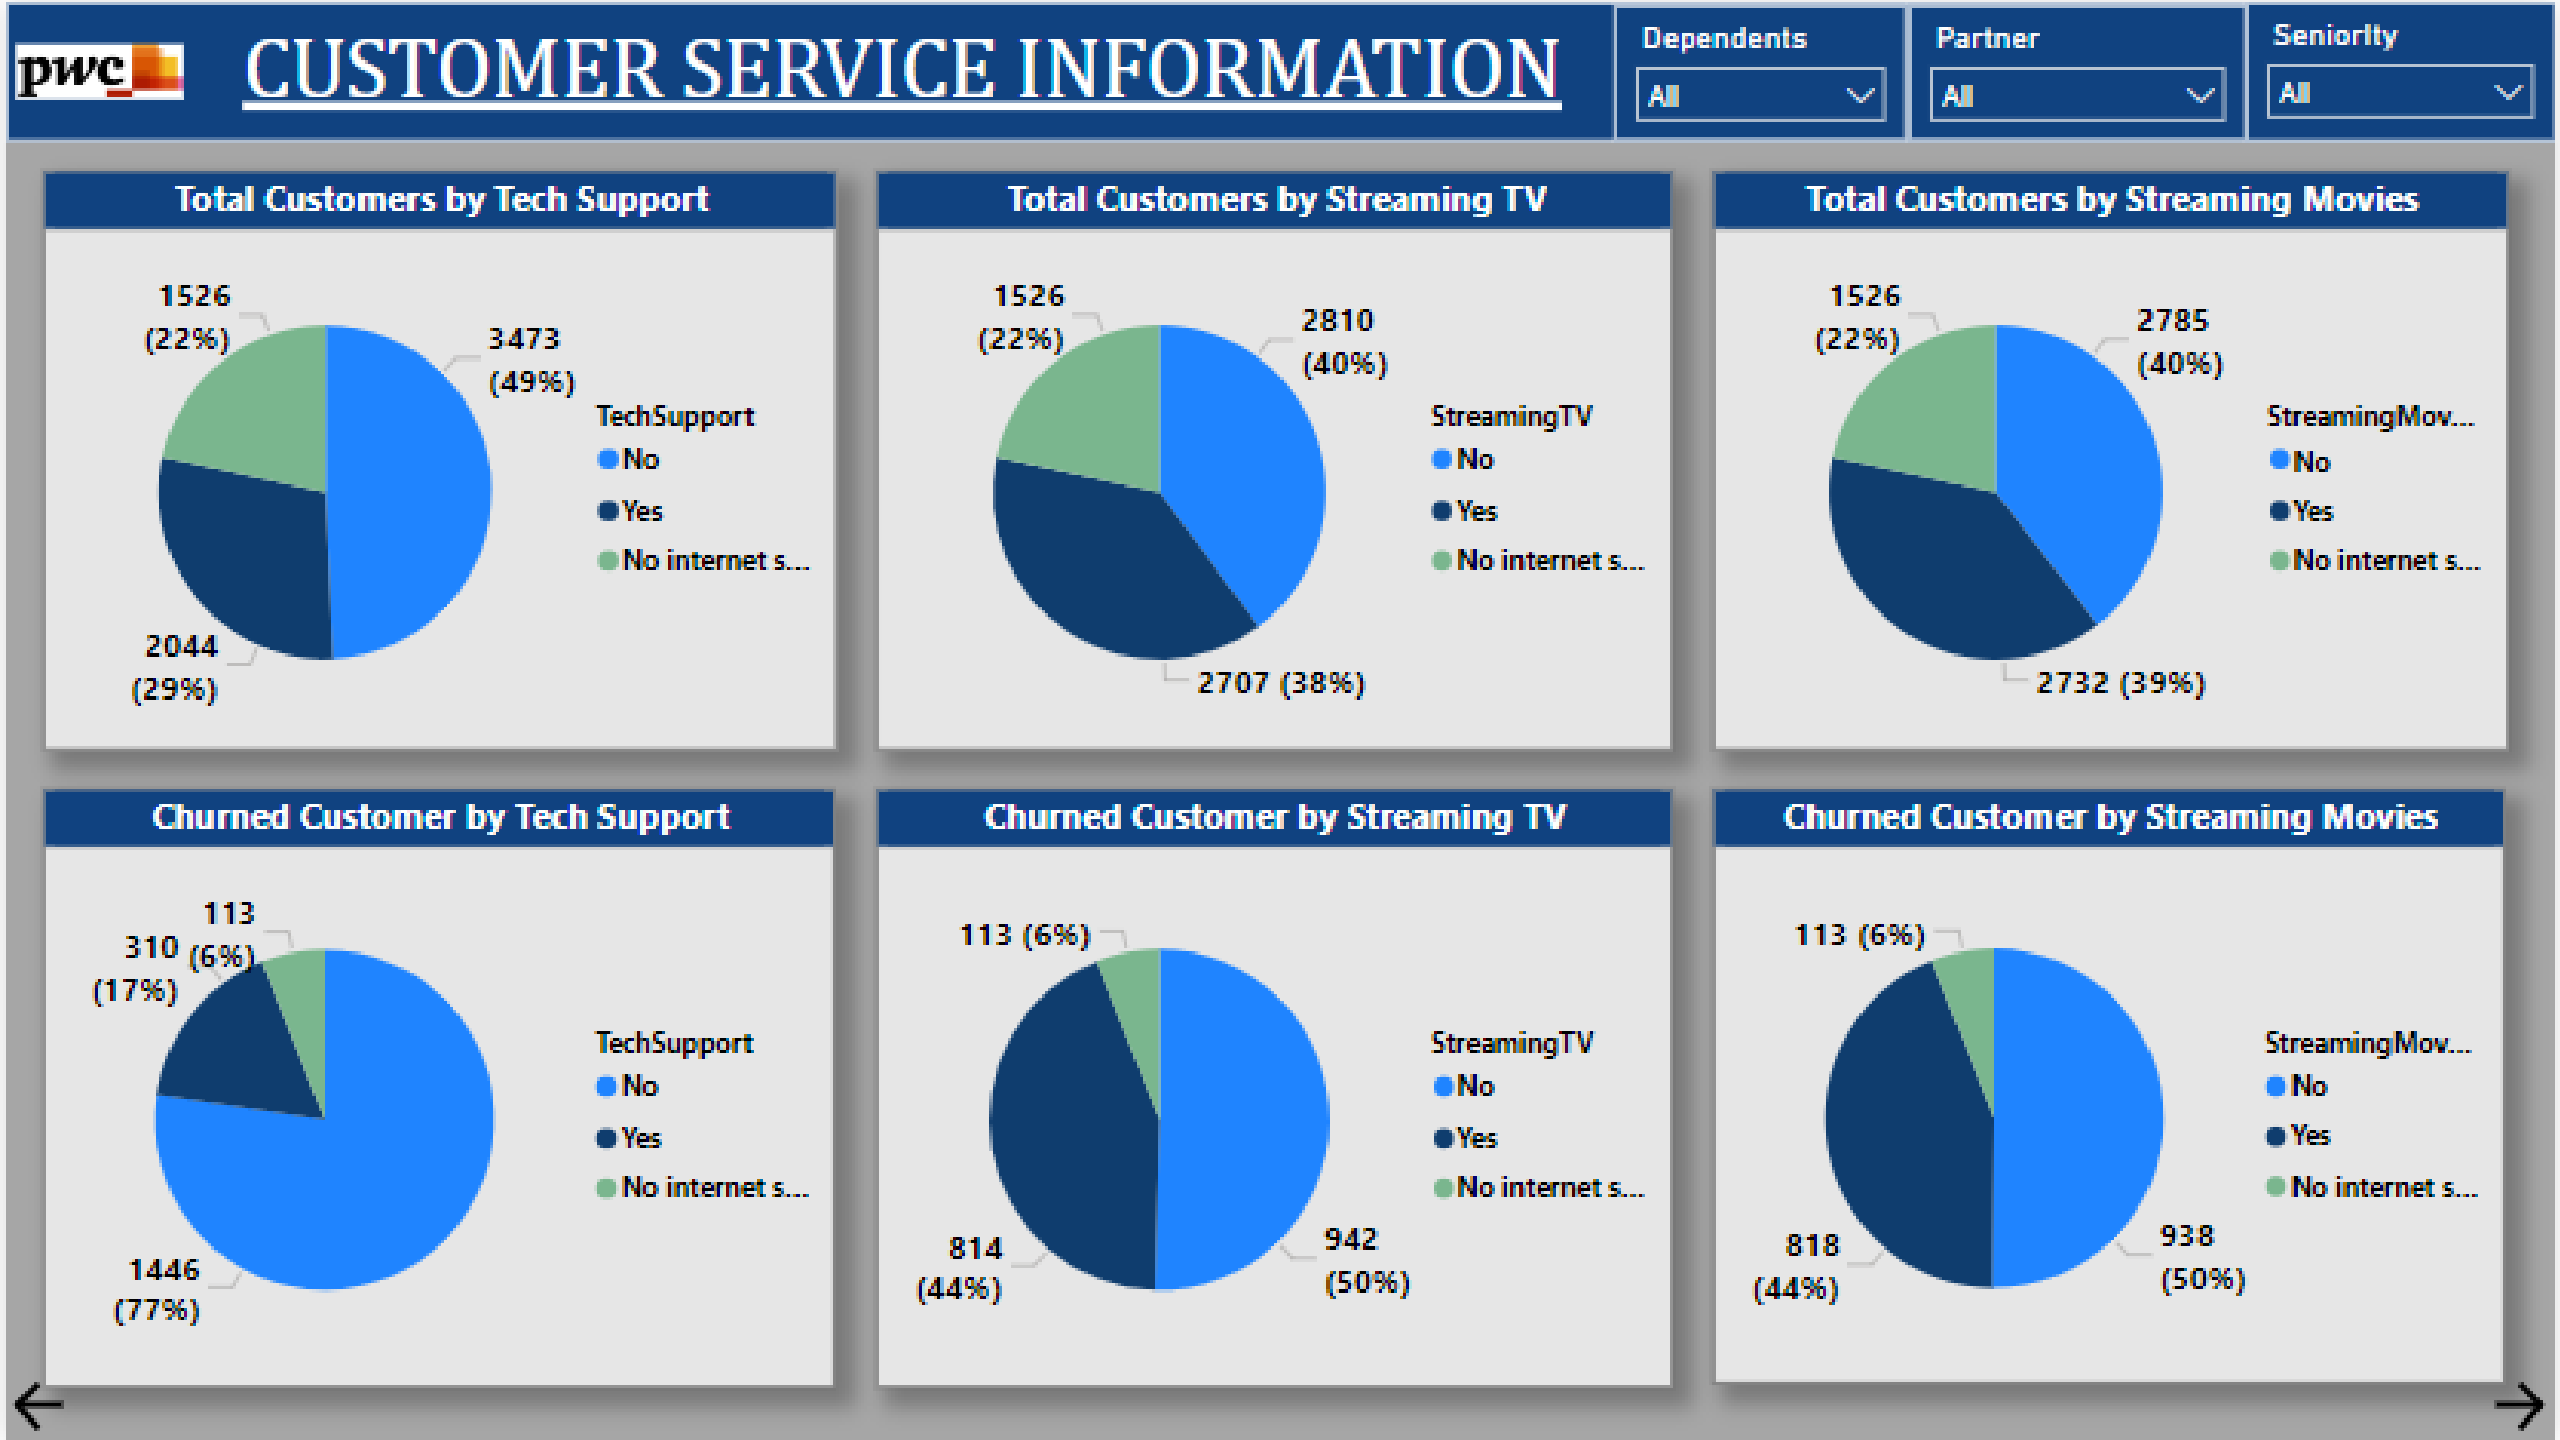 pwc
CUSTOMER SERVICE INFORMATION
Dependents
All
Partner
All
Seniority
All
Total Customers by Tech Support
1526
(22%)
3473
(49%)
2044
(29%)
TechSupport
No
Yes
No internet s...
Total Customers by Streaming TV
1526
(22%)
2810
(40%)
2707 (38%)
StreamingTV
No
Yes
No internet s...
Total Customers by Streaming Movies
1526
(22%)
2785
(40%)
2732 (39%)
StreamingMov...
No
Yes
No internet s...
Churned Customer by Tech Support
113
(6%)
310
(17%)
1446
(77%)
TechSupport
No
Yes
No internet s...
Churned Customer by Streaming TV
113 (6%)
814
(44%)
942
(50%)
StreamingTV
No
Yes
No internet s...
Churned Customer by Streaming Movies
113 (6%)
818
(44%)
938
(50%)
StreamingMov...
No
Yes
No internet s...